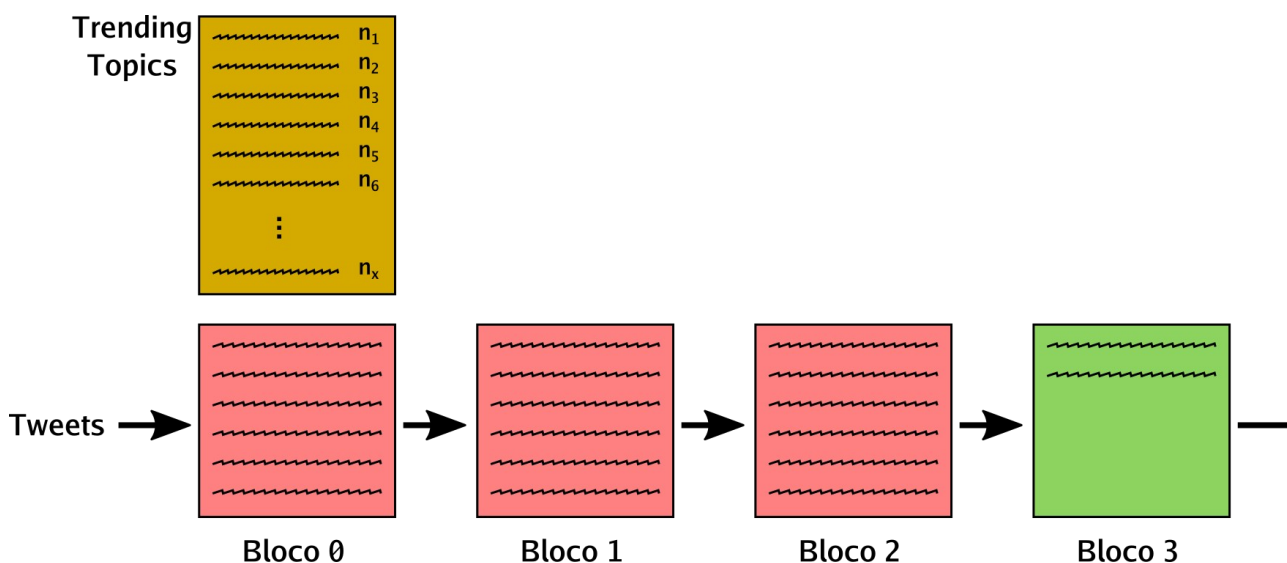 Trending
Topics
n₁
n₂
n₃
n₄
n₅
n₆
⋮
nₓ
Tweets
Bloco 0
Bloco 1
Bloco 2
Bloco 3